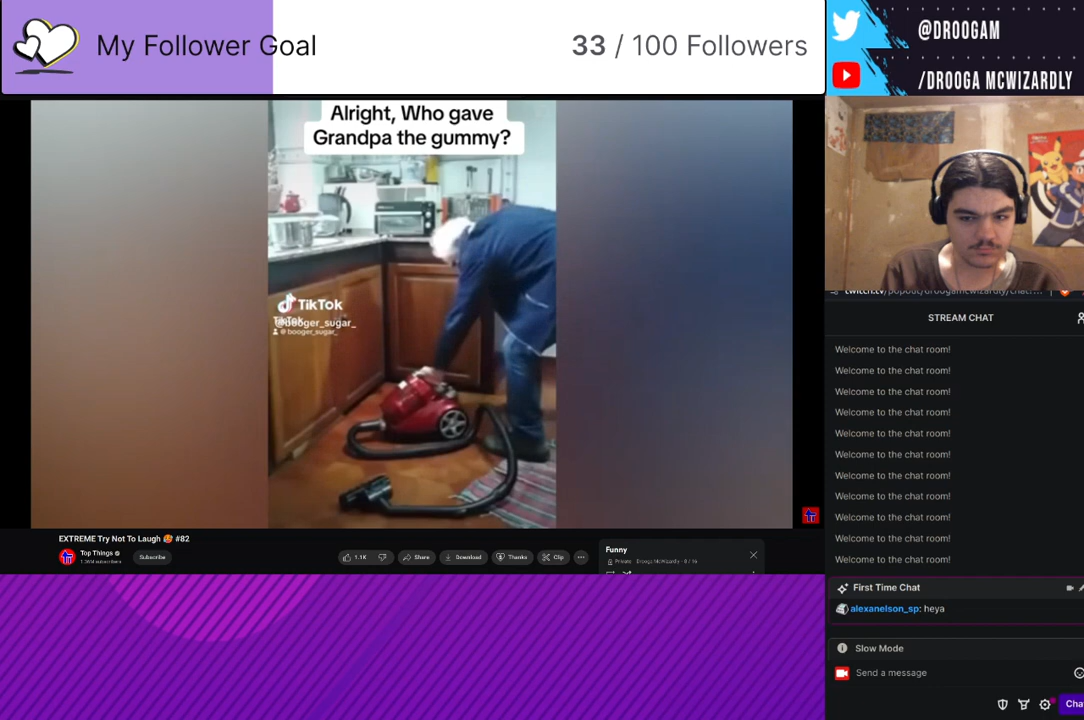 My Follower Goal
33 / 100 Followers
@DROOGAM
/DROOGA MCWIZARDLY
Alright, Who gave
Grandpa the gummy?
TikTok
@booger_sugar_
@booger_sugar_
EXTREME Try Not To Laugh 🥵 #82
Top Things
Subscribe
1.1K
Share
Download
Thanks
Clip
Funny
Private
STREAM CHAT
Welcome to the chat room!
Welcome to the chat room!
Welcome to the chat room!
Welcome to the chat room!
Welcome to the chat room!
Welcome to the chat room!
Welcome to the chat room!
Welcome to the chat room!
Welcome to the chat room!
Welcome to the chat room!
Welcome to the chat room!
First Time Chat
alexanelson_sp: heya
Slow Mode
Send a message
Cha